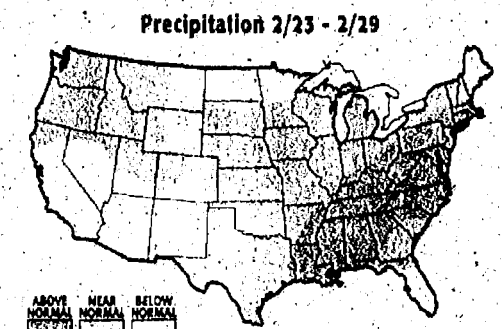 Precipitation 2/23 - 2/29
ABOVE NORMAL NEAR NORMAL BELOW NORMAL